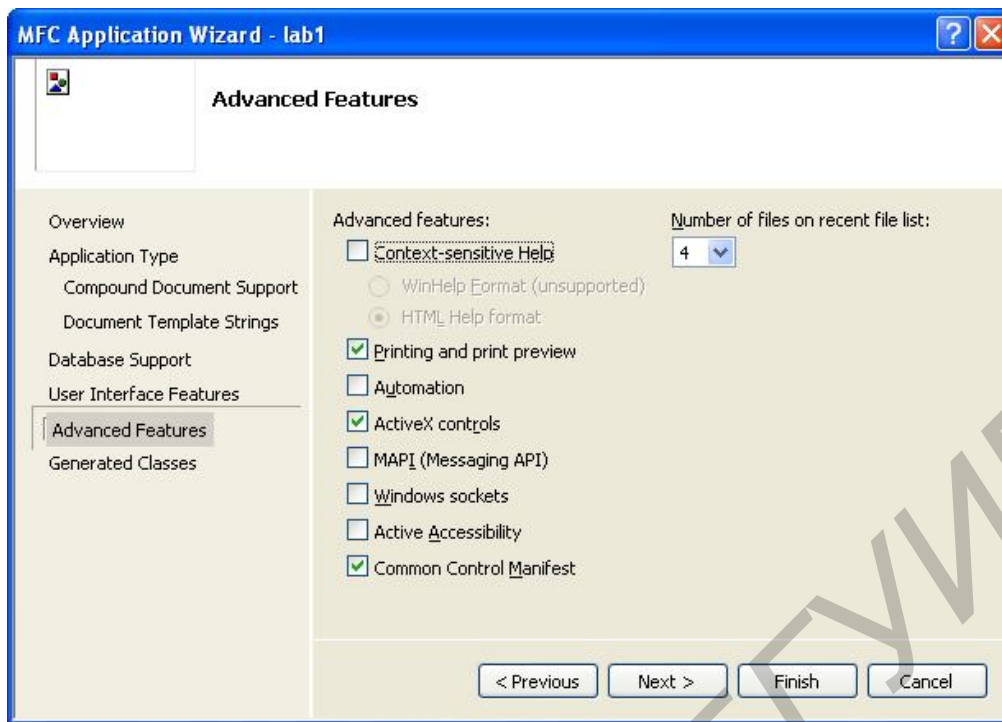 MFC Application Wizard - lab1
Advanced Features
Overview
Application Type
Compound Document Support
Document Template Strings
Database Support
User Interface Features
Advanced Features
Generated Classes
Advanced features:
Context-sensitive Help
WinHelp Format (unsupported)
HTML Help format
Printing and print preview
Automation
ActiveX controls
MAPI (Messaging API)
Windows sockets
Active Accessibility
Common Control Manifest
Number of files on recent file list:
4
< Previous
Next >
Finish
Cancel